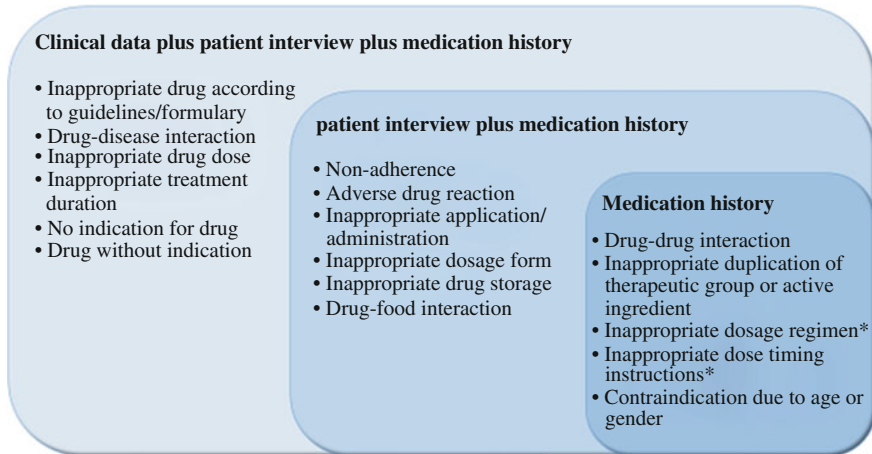 Clinical data plus patient interview plus medication history
• Inappropriate drug according
to guidelines/formulary
• Drug-disease interaction
• Inappropriate drug dose
• Inappropriate treatment
duration
• No indication for drug
• Drug without indication
patient interview plus medication history
• Non-adherence
• Adverse drug reaction
• Inappropriate application/
administration
• Inappropriate dosage form
• Inappropriate drug storage
• Drug-food interaction
Medication history
• Drug-drug interaction
• Inappropriate duplication of
therapeutic group or active
ingredient
• Inappropriate dosage regimen*
• Inappropriate dose timing
instructions*
• Contraindication due to age or
gender